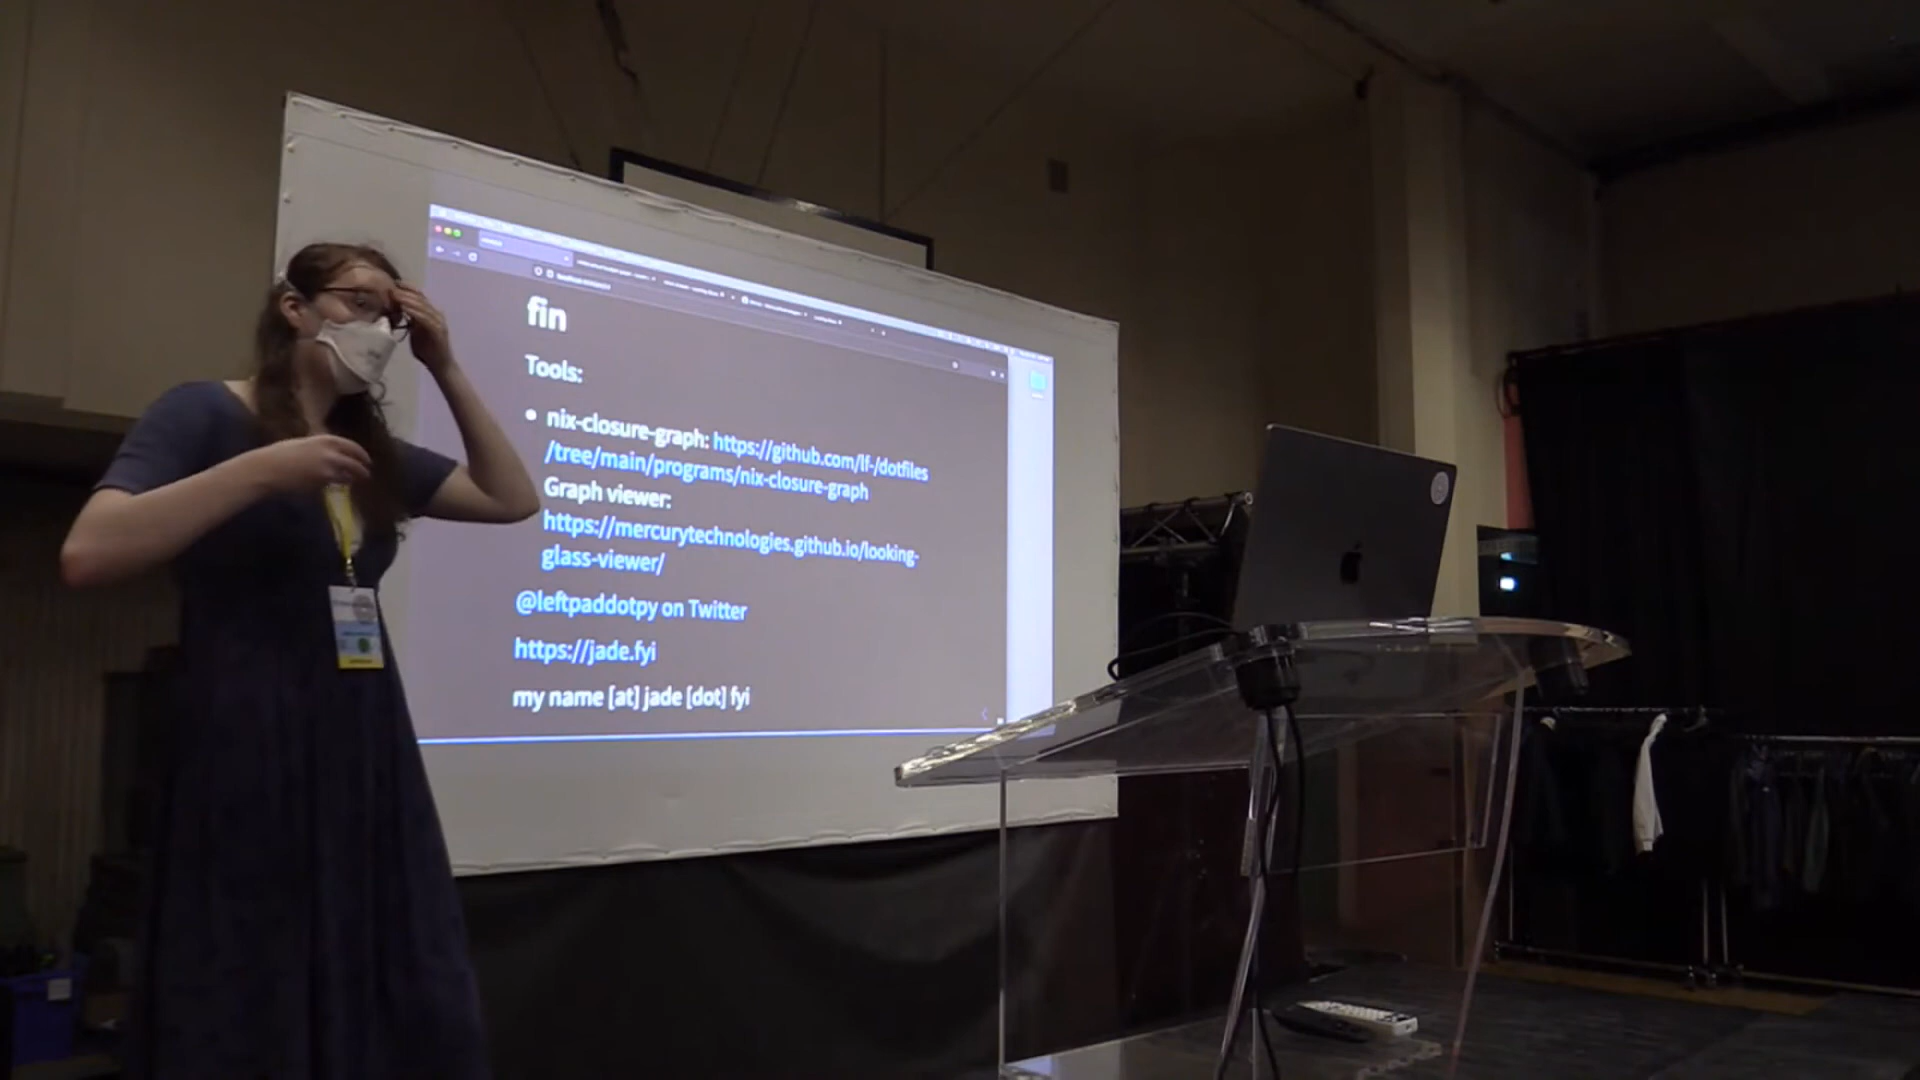 fin
Tools:
nix-closure-graph: https://github.com/lf-/dotfiles
/tree/main/programs/nix-closure-graph
Graph viewer:
https://mercurytechnologies.github.io/looking-
glass-viewer/
@leftpaddotpy on Twitter
https://jade.fyi
my name [at] jade [dot] fyi